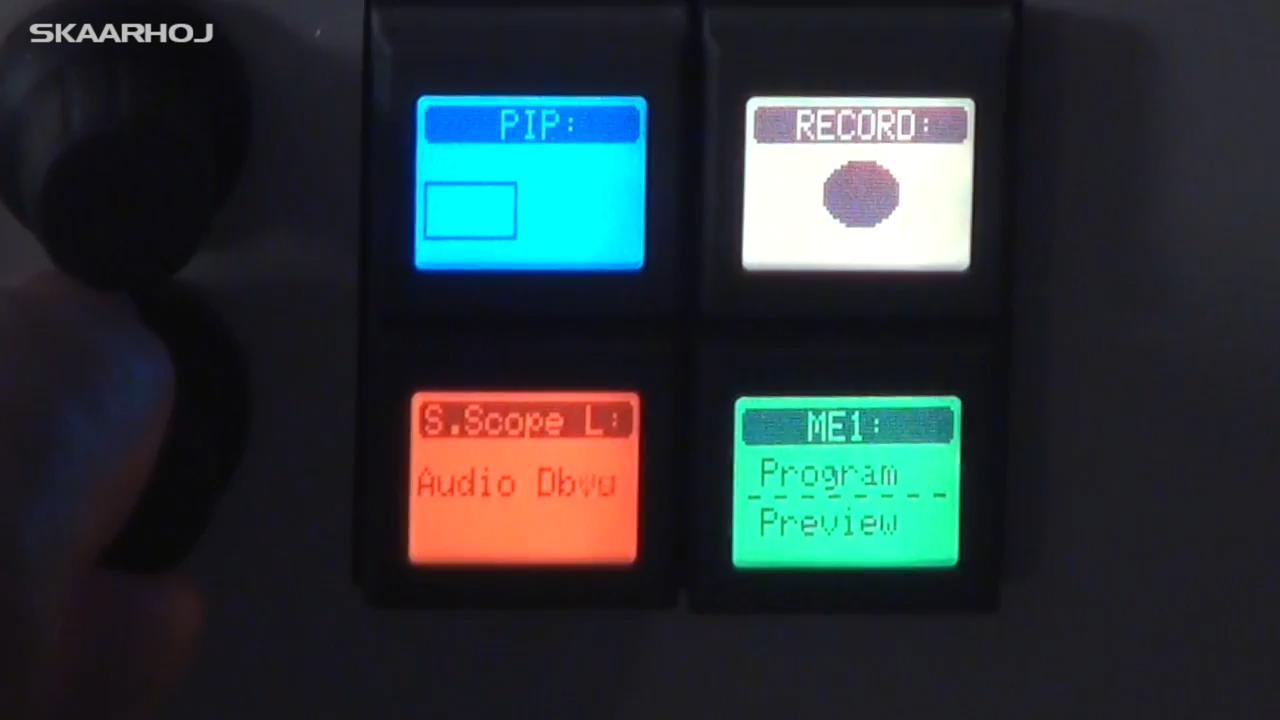 SKAARHOJ
PIP:
RECORD:
S.Scope L:
Audio Dbvu
ME1:
Program
Preview